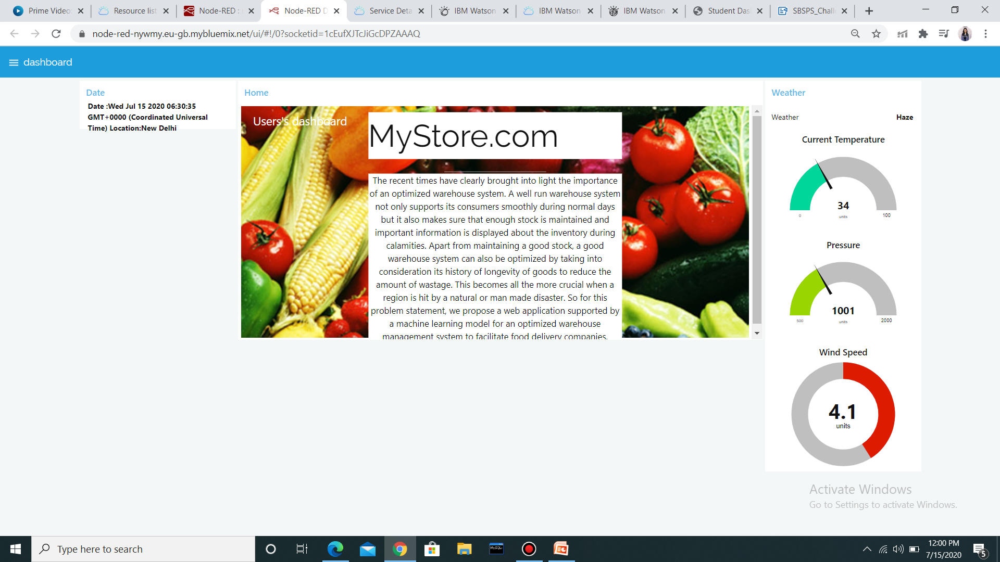 Prime Video
Resource list
Node-RED :
Node-RED D
Service Deta
IBM Watson
IBM Watson
IBM Watson
Student Das
SBSPS_Chall
node-red-nywmy.eu-gb.mybluemix.net/ui/#!/0?socketid=1cEufXJTcJiGcDPZAAAQ
dashboard
Date
Date :Wed Jul 15 2020 06:30:35
GMT+0000 (Coordinated Universal
Time) Location:New Delhi
Home
Users's dashboard
MyStore.com
The recent times have clearly brought into light the importance
of an optimized warehouse system. A well run warehouse system
not only supports its consumers smoothly during normal days
but it also makes sure that enough stock is maintained and
important information is displayed about the inventory during
calamities. Apart from maintaining a good stock, a good
warehouse system can also be optimized by taking into
consideration its history of longevity of goods to reduce the
amount of wastage. This becomes all the more crucial when a
region is hit by a natural or man made disaster. So for this
problem statement, we propose a web application supported by
a machine learning model for an optimized warehouse
management system to facilitate food delivery companies.
Weather
Weather Haze
Current Temperature
34
units
0 100
Pressure
1001
units
500 2000
Wind Speed
4.1
units
Activate Windows
Go to Settings to activate Windows.
Type here to search
12:00 PM
7/15/2020
5